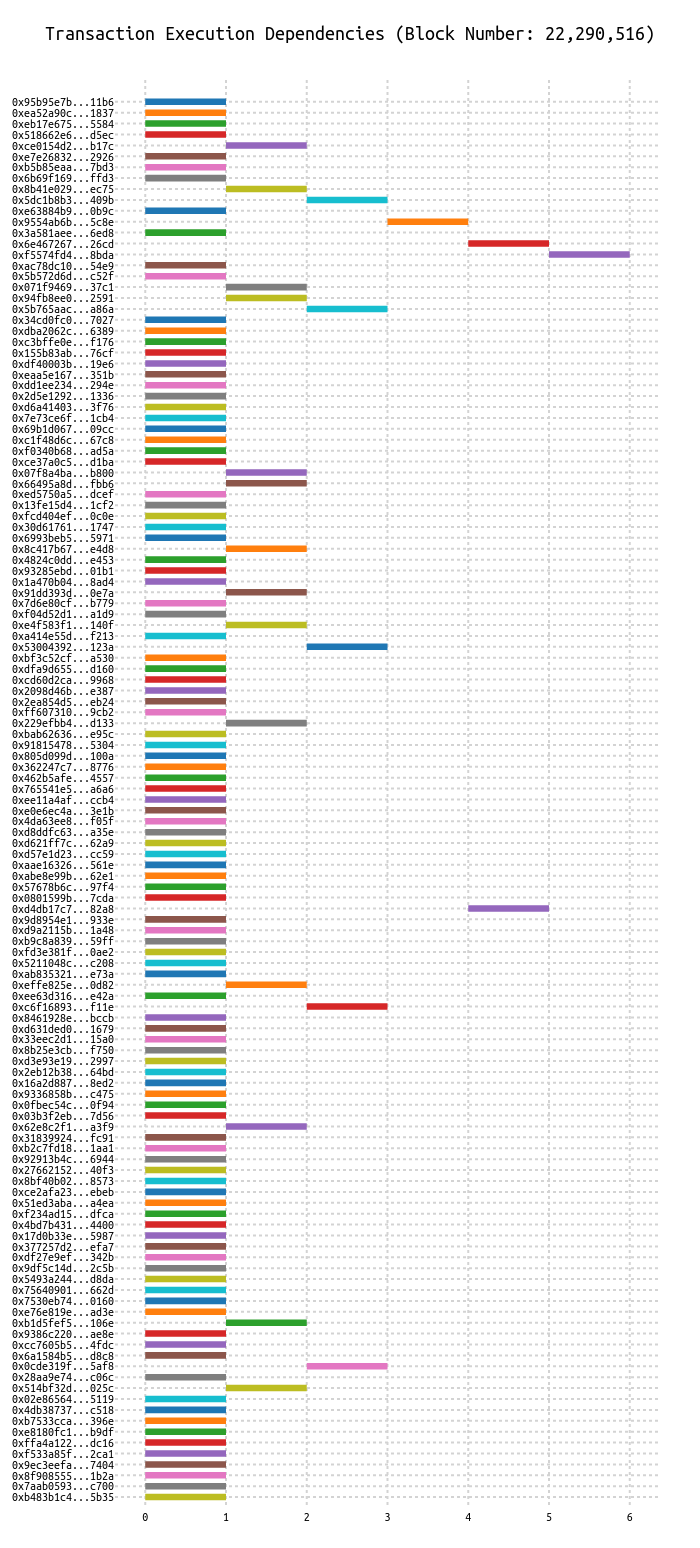 Transaction Execution Dependencies (Block Number: 22,290,516)
0x95b95e7b...11b6
0xea52a90c...1837
0xeb17e675...5584
0x518662e6...d5ec
0xce0154d2...b17c
0xe7e26832...2926
0xb5b85eaa...7bd3
0x6b69f169...ffd3
0x8b41e029...ec75
0x5dc1b8b3...409b
0xe63884b9...0b9c
0x9554ab6b...5c8e
0x3a581aee...6ed8
0x6e467267...26cd
0xf5574fd4...8bda
0xac78dc10...54e9
0x5b572d6d...c52f
0x071f9469...37c1
0x94fb8ee0...2591
0x5b765aac...a86a
0x34cd0fc0...7027
0xdba2062c...6389
0xc3bffe0e...f176
0x155b83ab...76cf
0xdf40003b...19e6
0xeaa5e167...351b
0xdd1ee234...294e
0x2d5e1292...1336
0xd6a41403...3f76
0x7e73ce6f...1cb4
0x69b1d067...09cc
0xc1f48d6c...67c8
0xf0340b68...ad5a
0xce37a0c5...d1ba
0x07f8a4ba...b800
0x66495a8d...fbb6
0xed5750a5...dcef
0x13fe15d4...1cf2
0xfcd404ef...0c0e
0x30d61761...1747
0x6993beb5...5971
0x8c417b67...e4d8
0x4824c0dd...e453
0x93285ebd...01b1
0x1a470b04...8ad4
0x91dd393d...0e7a
0x7d6e80cf...b779
0xf04d52d1...a1d9
0xe4f583f1...140f
0xa414e55d...f213
0x53004392...123a
0xbf3c52cf...a530
0xdfa9d655...d160
0xcd60d2ca...9968
0x2098d46b...e387
0x2ea854d5...eb24
0xff607310...9cb2
0x229efbb4...d133
0xbab62636...e95c
0x91815478...5304
0x805d099d...100a
0x362247c7...8776
0x462b5afe...4557
0x765541e5...a6a6
0xee11a4af...ccb4
0xe0e6ec4a...3e1b
0x4da63ee8...f05f
0xd8ddfc63...a35e
0xd621ff7c...62a9
0xd57e1d23...cc59
0xaae16326...561e
0xabe8e99b...62e1
0x57678b6c...97f4
0x0801599b...7cda
0xd4db17c7...82a8
0x9d8954e1...933e
0xd9a2115b...1a48
0xb9c8a839...59ff
0xfd3e381f...0ae2
0x5211048c...c208
0xab835321...e73a
0xeffe825e...0d82
0xee63d316...e42a
0xc6f16893...f11e
0x8461928e...bccb
0xd631ded0...1679
0x33eec2d1...15a0
0x8b25e3cb...f750
0xd3e93e19...2997
0x2eb12b38...64bd
0x16a2d887...8ed2
0x9336858b...c475
0x0fbec54c...0f94
0x03b3f2eb...7d56
0x62e8c2f1...a3f9
0x31839924...fc91
0xb2c7fd18...1aa1
0x92913b4c...6944
0x27662152...40f3
0x8bf40b02...8573
0xce2afa23...ebeb
0x51ed3aba...a4ea
0xf234ad15...dfca
0x4bd7b431...4400
0x17d0b33e...5987
0x377257d2...efa7
0xdf27e9ef...342b
0x9df5c14d...2c5b
0x5493a244...d8da
0x75640901...662d
0x7530eb74...0160
0xe76e819e...ad3e
0xb1d5fef5...106e
0x9386c220...ae8e
0xcc7605b5...4fdc
0x6a1584b5...d8c8
0x0cde319f...5af8
0x28aa9e74...c06c
0x514bf32d...025c
0x02e86564...5119
0x4db38737...c518
0xb7533cca...396e
0xe8180fc1...b9df
0xffa4a122...dc16
0xf533a85f...2ca1
0x9ec3eefa...7404
0x8f908555...1b2a
0x7aab0593...c700
0xb483b1c4...5b35
0 1 2 3 4 5 6